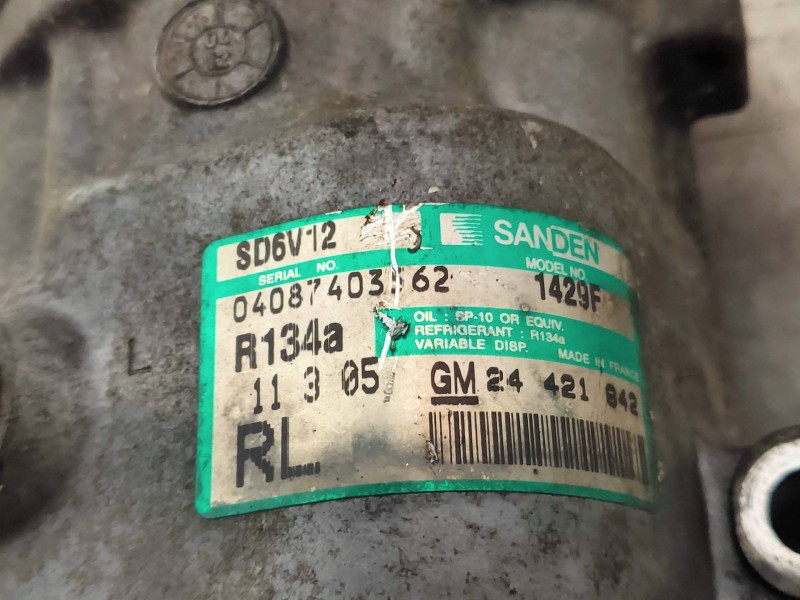 SD6V12
SANDEN
SERIAL NO.
MODEL NO.
04087403562
1429F
OIL : SP-10 OR EQUIV.
REFRIGERANT : R134a
VARIABLE DISP.
MADE IN FRANCE
R134a
11 3 05
GM 24 421 642
RL
L